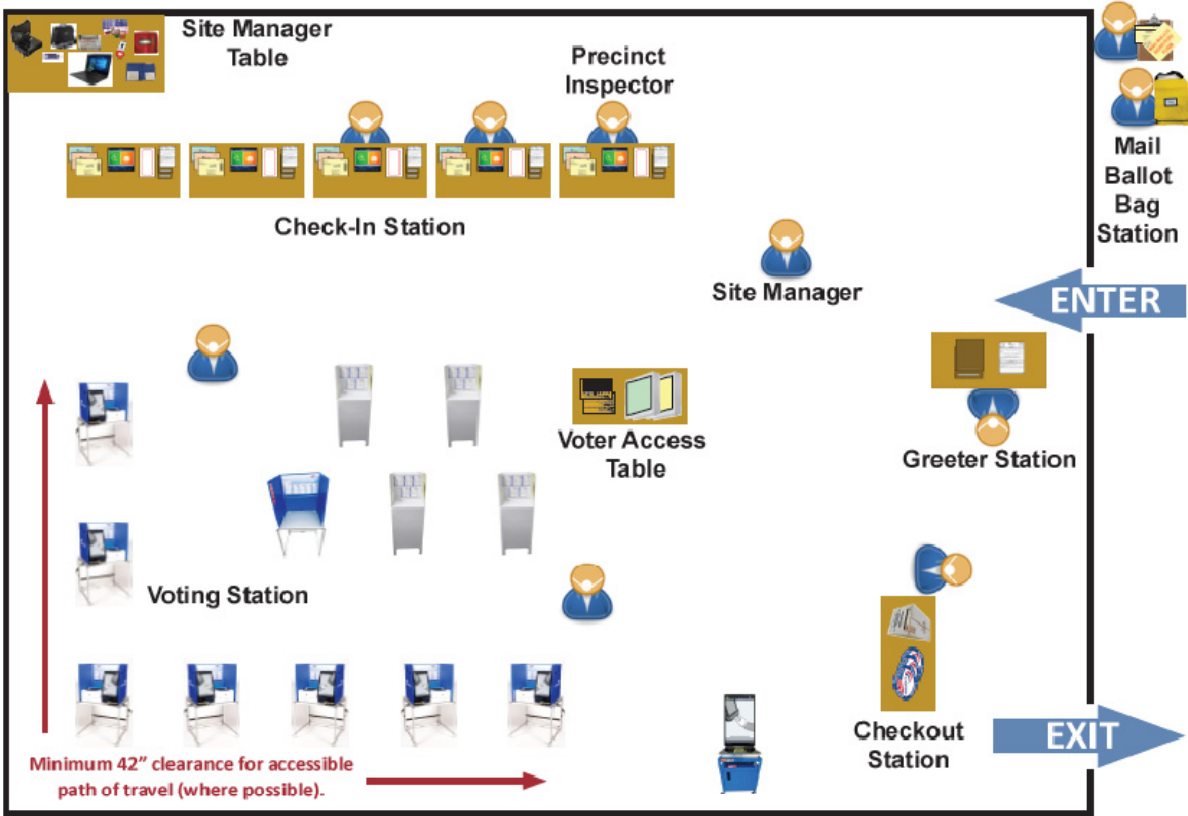 Site Manager
Table
Precinct
Inspector
Mail
Ballot
Bag
Station
Check-In Station
Site Manager
ENTER
Voter Access
Table
Greeter Station
Voting Station
Checkout
Station
EXIT
Minimum 42” clearance for accessible
path of travel (where possible).